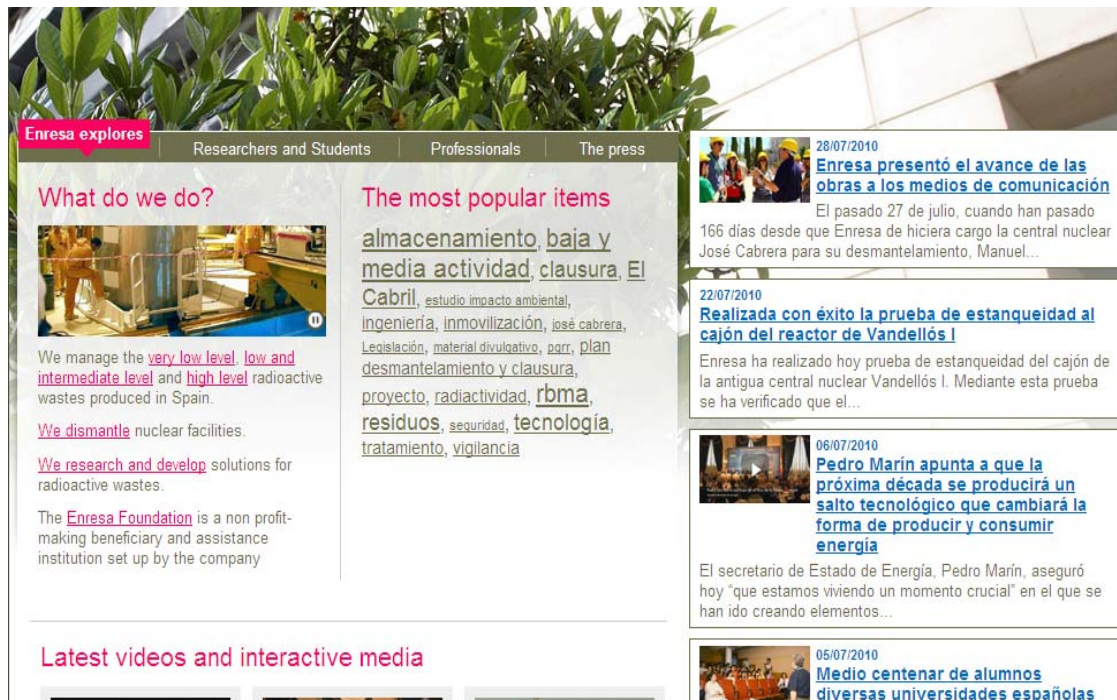 Enresa explores
Researchers and Students
Professionals
The press
What do we do?
We manage the very low level, low and
intermediate level and high level radioactive
wastes produced in Spain.
We dismantle nuclear facilities.
We research and develop solutions for
radioactive wastes.
The Enresa Foundation is a non profit-
making beneficiary and assistance
institution set up by the company
The most popular items
almacenamiento, baja y
media actividad, clausura, El
Cabril, estudio impacto ambiental,
ingeniería, inmovilización, josé cabrera,
Legislación, material divulgativo, pgrr, plan
desmantelamiento y clausura,
proyecto, radiactividad, rbma,
residuos, seguridad, tecnología,
tratamiento, vigilancia
Latest videos and interactive media
28/07/2010
Enresa presentó el avance de las
obras a los medios de comunicación
El pasado 27 de julio, cuando han pasado
166 días desde que Enresa de hiciera cargo la central nuclear
José Cabrera para su desmantelamiento, Manuel...
22/07/2010
Realizada con éxito la prueba de estanqueidad al
cajón del reactor de Vandellós I
Enresa ha realizado hoy prueba de estanqueidad del cajón de
la antigua central nuclear Vandellós I. Mediante esta prueba
se ha verificado que el...
06/07/2010
Pedro Marín apunta a que la
próxima década se producirá un
salto tecnológico que cambiará la
forma de producir y consumir
energía
El secretario de Estado de Energía, Pedro Marín, aseguró
hoy “que estamos viviendo un momento crucial” en el que se
han ido creando elementos...
05/07/2010
Medio centenar de alumnos
diversas universidades españolas